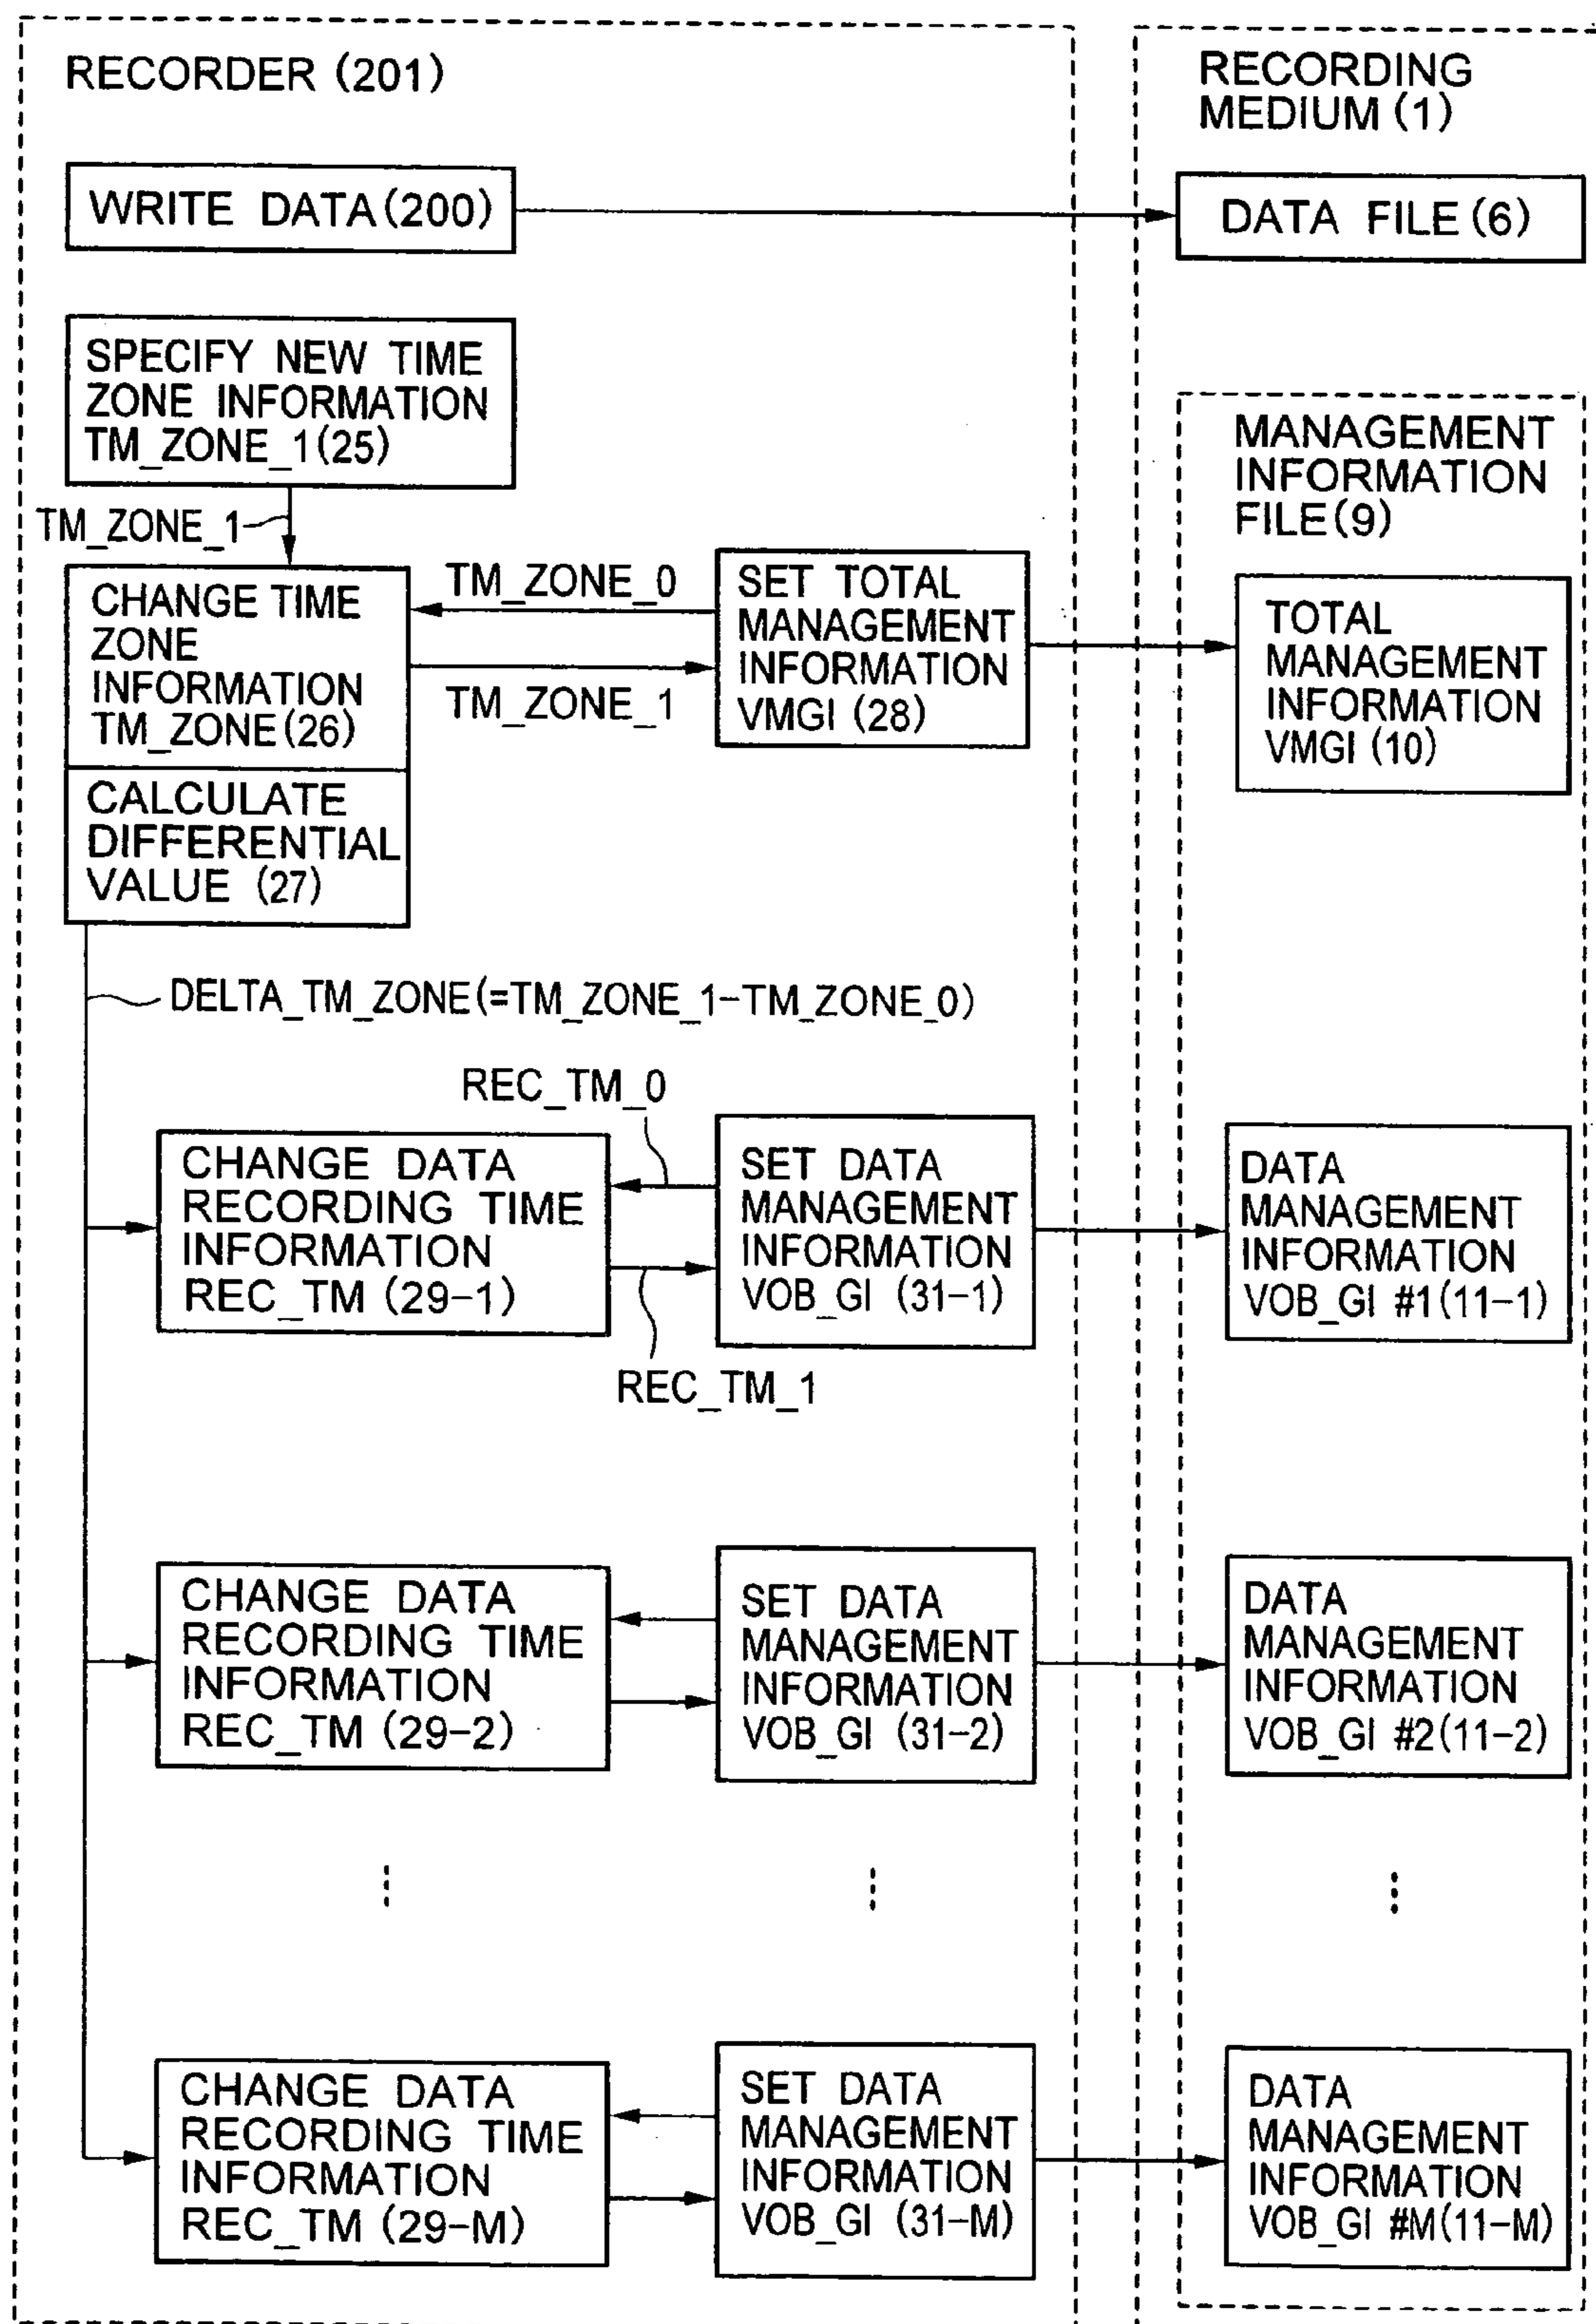 RECORDER (201)
RECORDING
MEDIUM (1)
WRITE DATA (200)
DATA FILE (6)
SPECIFY NEW TIME
ZONE INFORMATION
TM_ZONE_1(25)
MANAGEMENT
INFORMATION
FILE(9)
TM_ZONE_1
CHANGE TIME
ZONE
INFORMATION
TM_ZONE(26)
TM_ZONE_0
TM_ZONE_1
SET TOTAL
MANAGEMENT
INFORMATION
VMGI (28)
TOTAL
MANAGEMENT
INFORMATION
VMGI (10)
CALCULATE
DIFFERENTIAL
VALUE (27)
DELTA_TM_ZONE(=TM_ZONE_1-TM_ZONE_0)
REC_TM_0
CHANGE DATA
RECORDING TIME
INFORMATION
REC_TM (29-1)
SET DATA
MANAGEMENT
INFORMATION
VOB_GI (31-1)
DATA
MANAGEMENT
INFORMATION
VOB_GI #1(11-1)
REC_TM_1
CHANGE DATA
RECORDING TIME
INFORMATION
REC_TM (29-2)
SET DATA
MANAGEMENT
INFORMATION
VOB_GI (31-2)
DATA
MANAGEMENT
INFORMATION
VOB_GI #2(11-2)
CHANGE DATA
RECORDING TIME
INFORMATION
REC_TM (29-M)
SET DATA
MANAGEMENT
INFORMATION
VOB_GI (31-M)
DATA
MANAGEMENT
INFORMATION
VOB_GI #M(11-M)